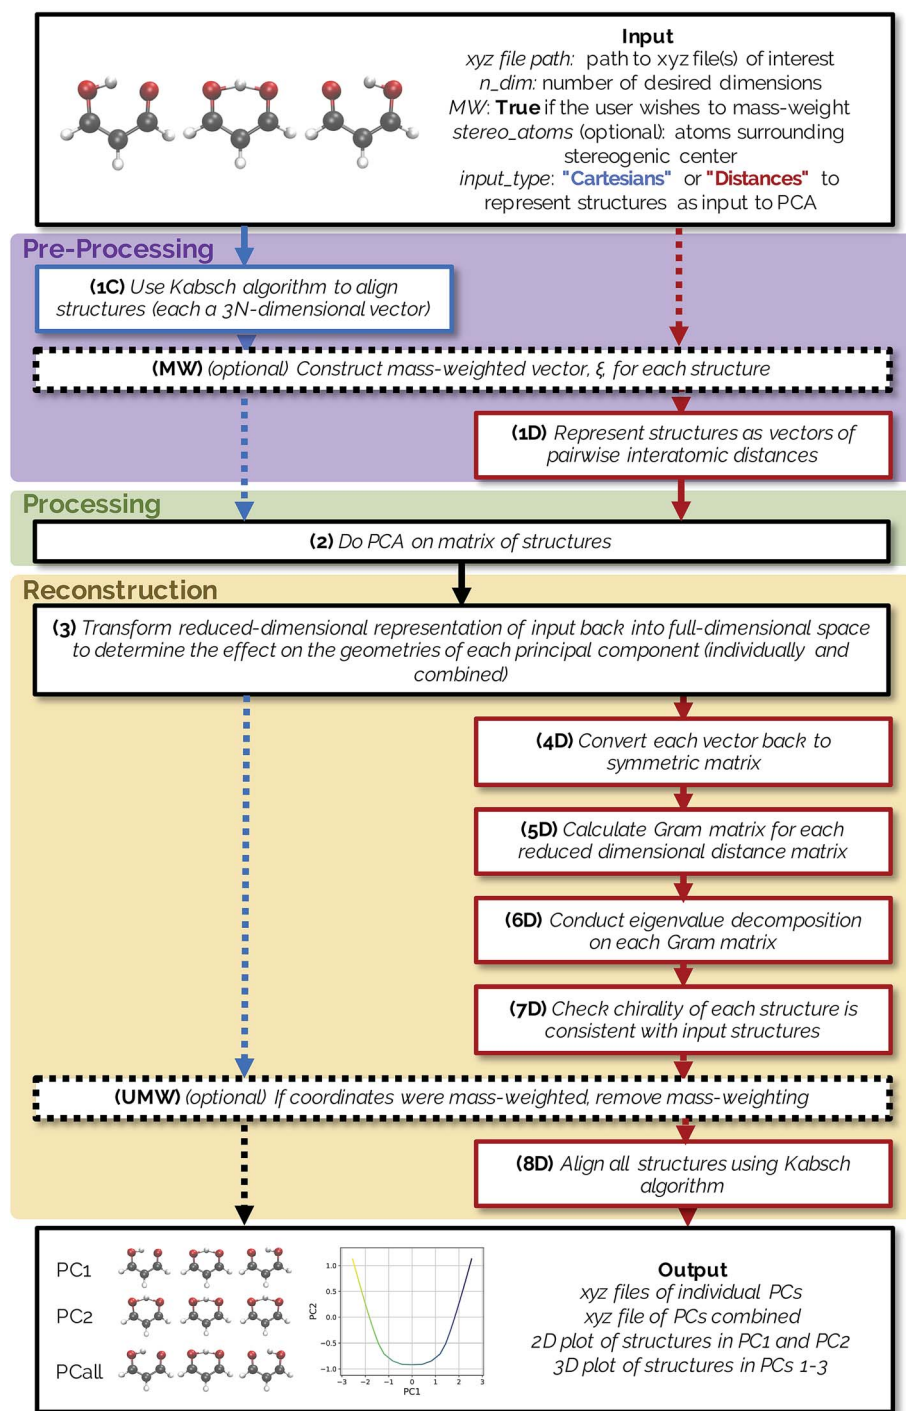 Input
xyz file path: path to xyz file(s) of interest
n_dim: number of desired dimensions
MW: True if the user wishes to mass-weight
stereo_atoms (optional): atoms surrounding
stereogenic center
input_type: "Cartesians" or "Distances" to
represent structures as input to PCA
Pre-Processing
(1C) Use Kabsch algorithm to align
structures (each a 3N-dimensional vector)
(MW) (optional) Construct mass-weighted vector, ξ, for each structure
(1D) Represent structures as vectors of
pairwise interatomic distances
Processing
(2) Do PCA on matrix of structures
Reconstruction
(3) Transform reduced-dimensional representation of input back into full-dimensional space
to determine the effect on the geometries of each principal component (individually and
combined)
(4D) Convert each vector back to
symmetric matrix
(5D) Calculate Gram matrix for each
reduced dimensional distance matrix
(6D) Conduct eigenvalue decomposition
on each Gram matrix
(7D) Check chirality of each structure is
consistent with input structures
(UMW) (optional) If coordinates were mass-weighted, remove mass-weighting
(8D) Align all structures using Kabsch
algorithm
PC1
PC2
PCall
PC2
1.0
0.5
0.0
−0.5
−1.0
−3 −2 −1 0 1 2 3
PC1
Output
xyz files of individual PCs
xyz file of PCs combined
2D plot of structures in PC1 and PC2
3D plot of structures in PCs 1-3